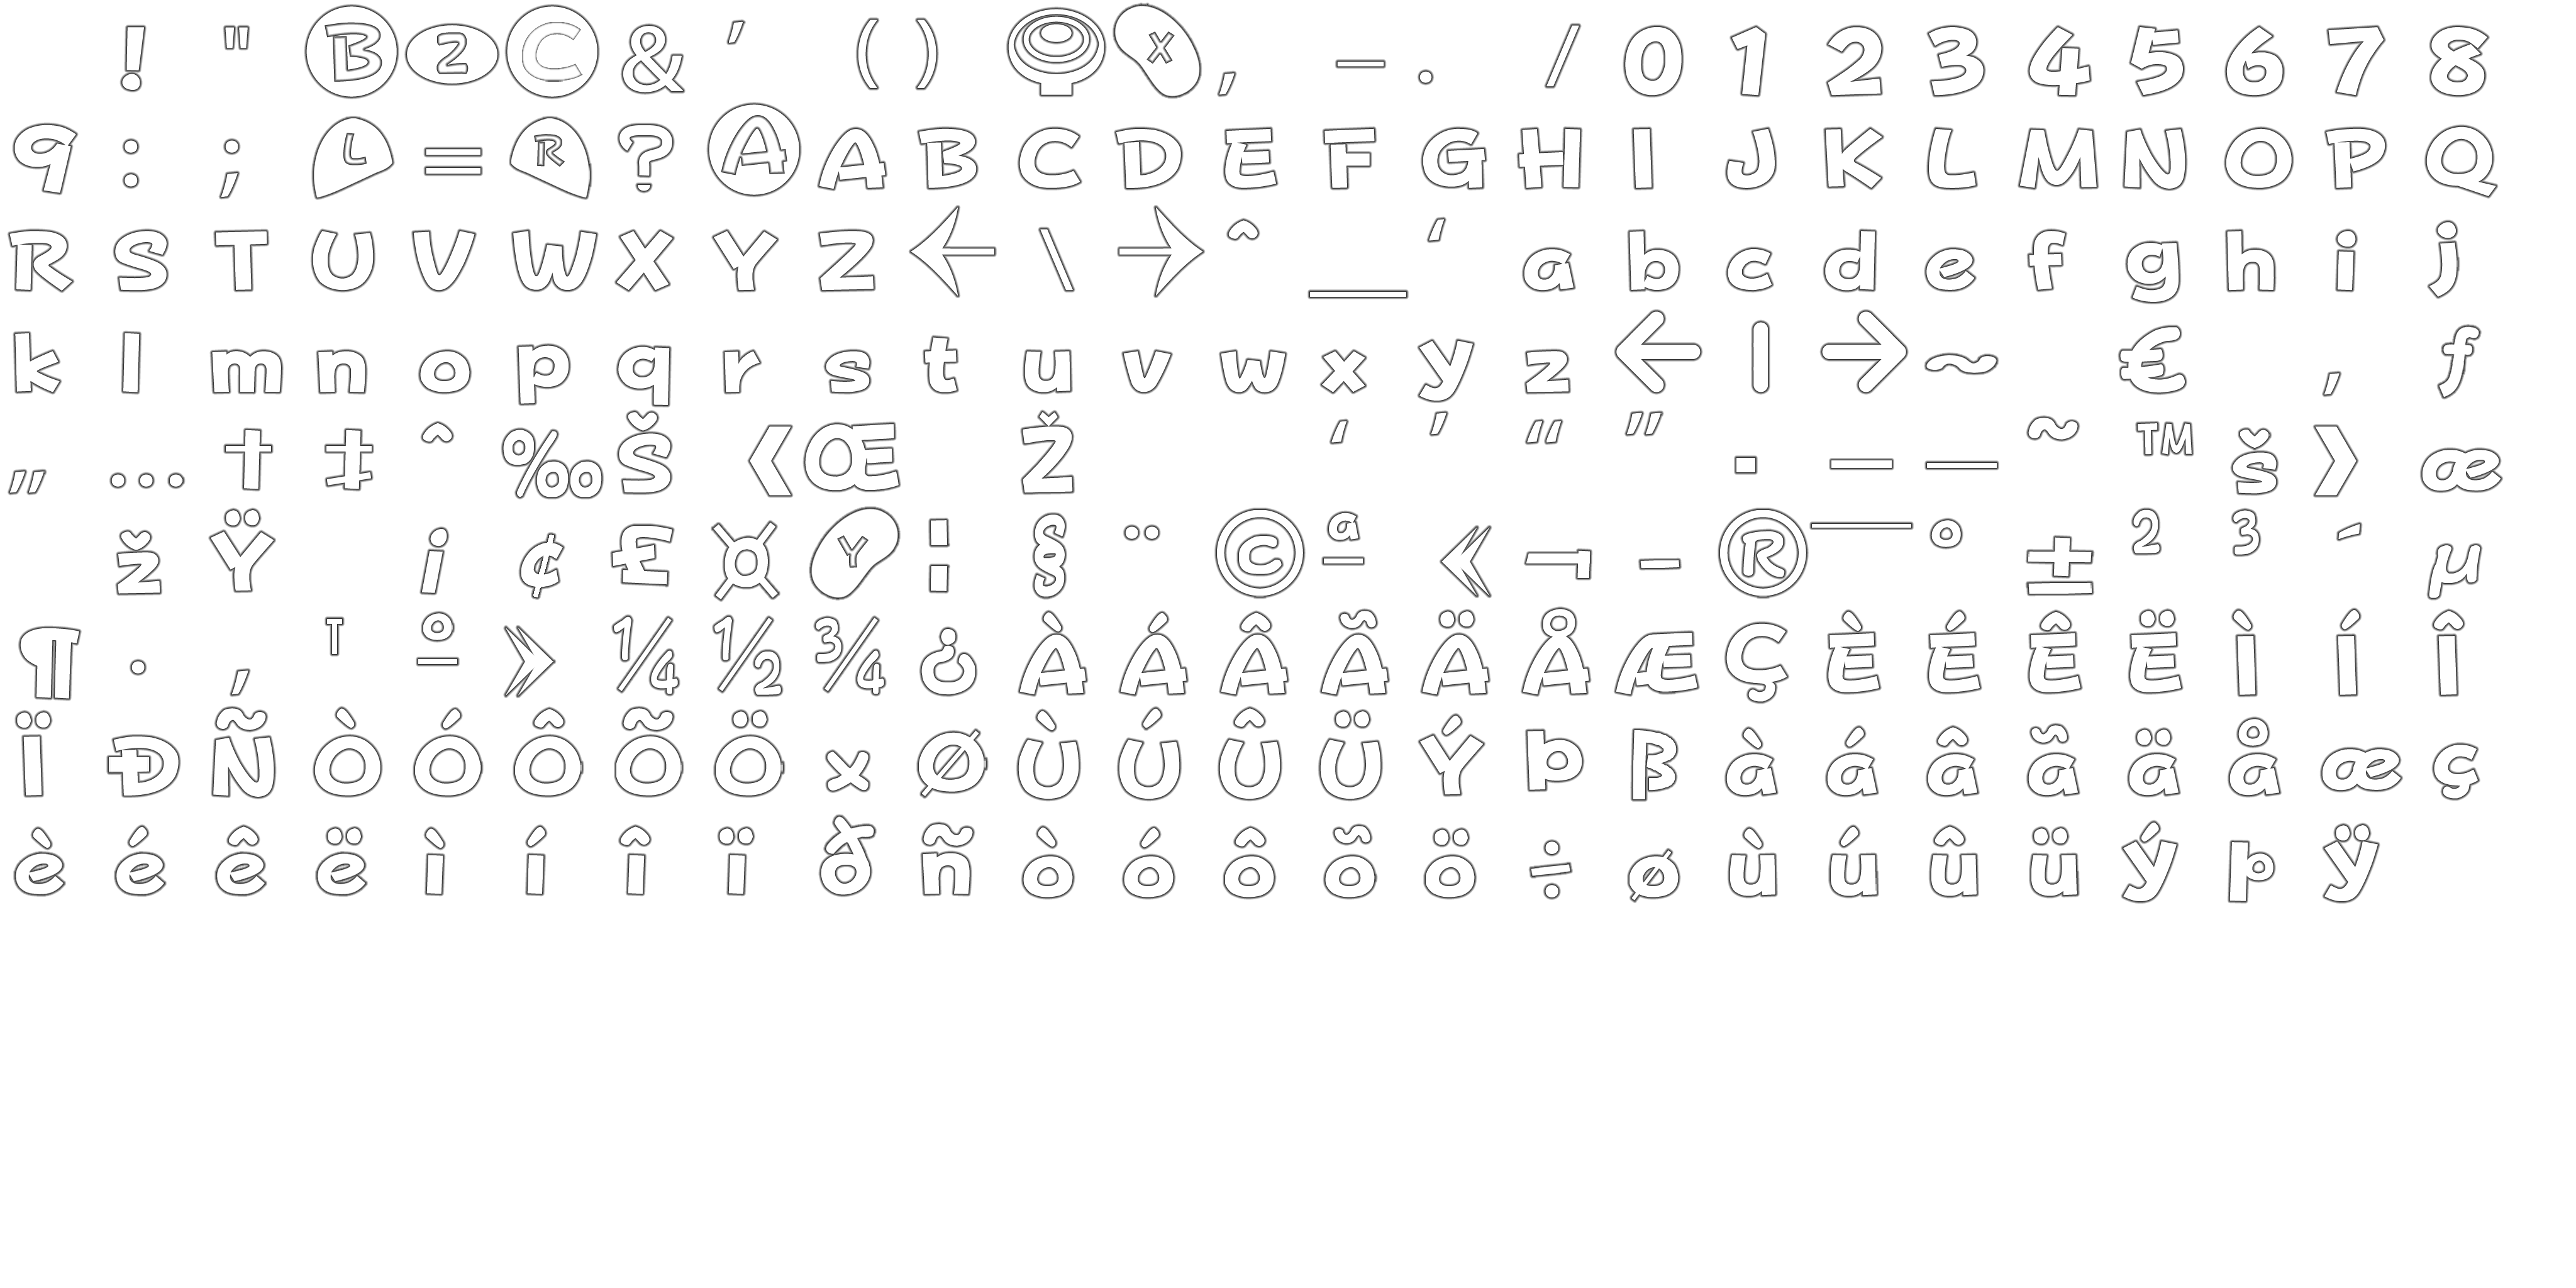 ! " B Z C & ’ ( ) X , – . / 0 1 2 3 4 5 6 7 8
9 : ; L = R ? A A B C D E F G H I J K L M N O P Q
R S T U V W X Y Z ← \ → ^ _ ‘ a b c d e f g h i j
k l m n o p q r s t u v w x y z ← | → ~ € ‚ ƒ
„ … † ‡ ˆ ‰ Š ‹ Œ Ž ‘ ’ “ ” ▪ – — ˜ ™ š › æ
ž Ÿ ¡ ¢ £ ¤ Y ¦ § ¨ © ª « ¬ - ® ¯ ° ± ² ³ ´ µ
¶ · ¸ ¹ º » ¼ ½ ¾ ¿ À Á Â Ã Ä Å Æ Ç È É Ê Ë Ì Í Î
Ï Ð Ñ Ò Ó Ô Õ Ö × Ø Ù Ú Û Ü Ý Þ ß à á â ã ä å æ ç
è é ê ë ì í î ï ð ñ ò ó ô õ ö ÷ ø ù ú û ü ý þ ÿ